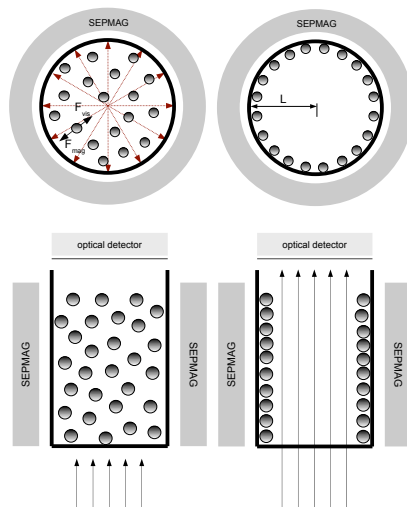 SEPMAG
SEPMAG
F vis
F mag
L
optical detector
optical detector
SEPMAG
SEPMAG
SEPMAG
SEPMAG